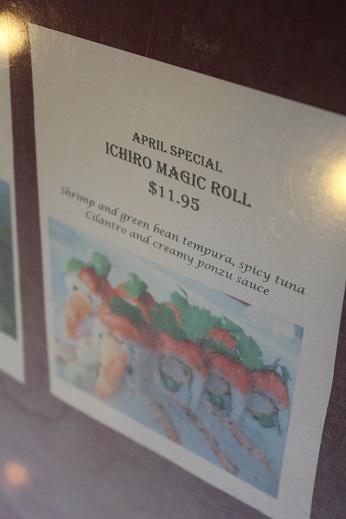 APRIL SPECIAL
ICHIRO MAGIC ROLL
$11.95
Shrimp and green bean tempura, spicy tuna
Cilantro and creamy ponzu sauce